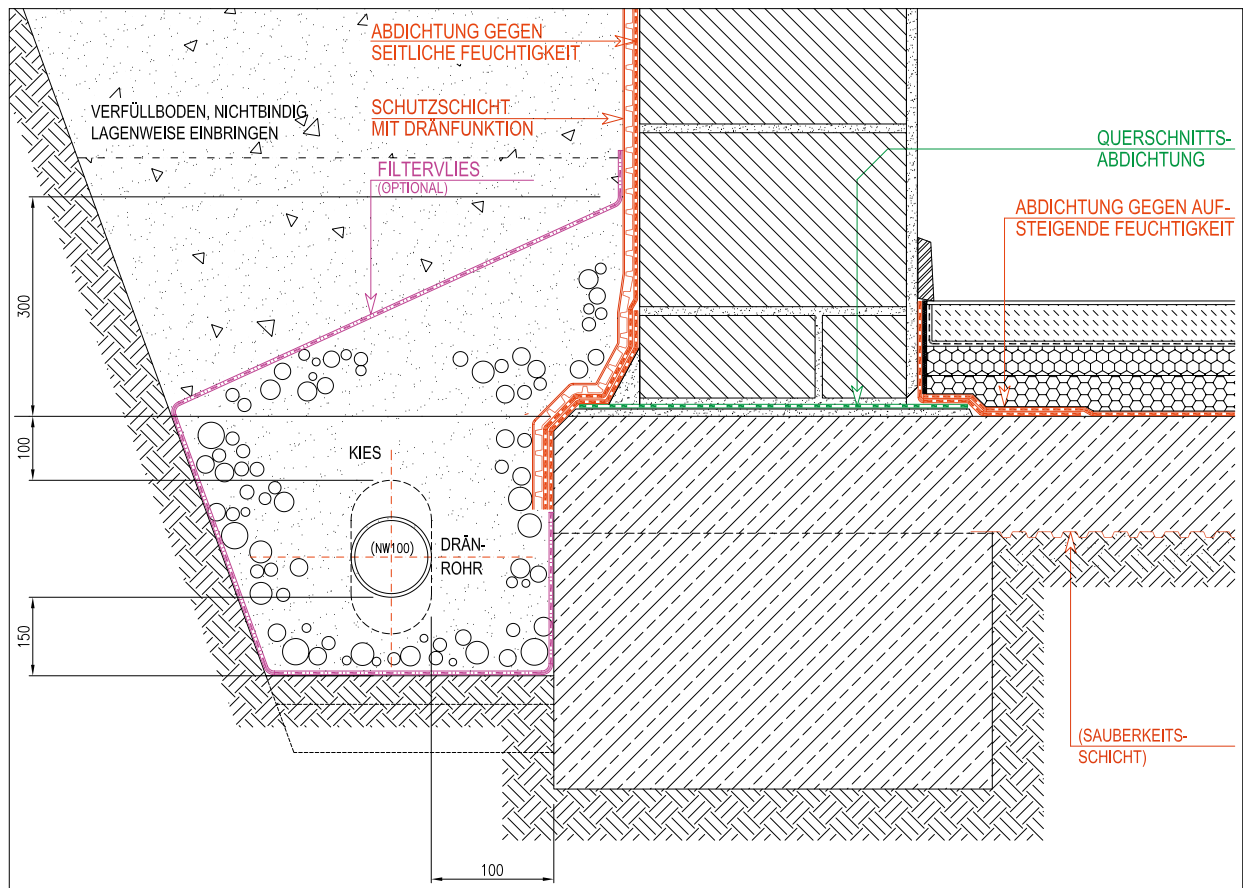 ABDICHTUNG GEGEN
SEITLICHE FEUCHTIGKEIT
VERFÜLLBODEN, NICHTBINDIG
LAGENWEISE EINBRINGEN
SCHUTZSCHICHT
MIT DRÄNFUNKTION
FILTERVLIES
(OPTIONAL)
QUERSCHNITTS-
ABDICHTUNG
ABDICHTUNG GEGEN AUF-
STEIGENDE FEUCHTIGKEIT
300
100
150
KIES
(NW100)
DRÄN-
ROHR
(SAUBERKEITS-
SCHICHT)
100